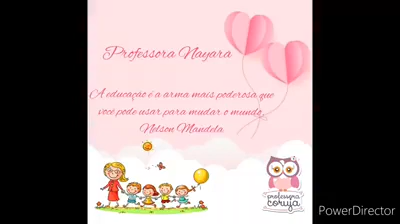 Professora Nayara
A educação é a arma mais poderosa que
você pode usar para mudar o mundo.
Nelson Mandela
professora
coruja
PowerDirector